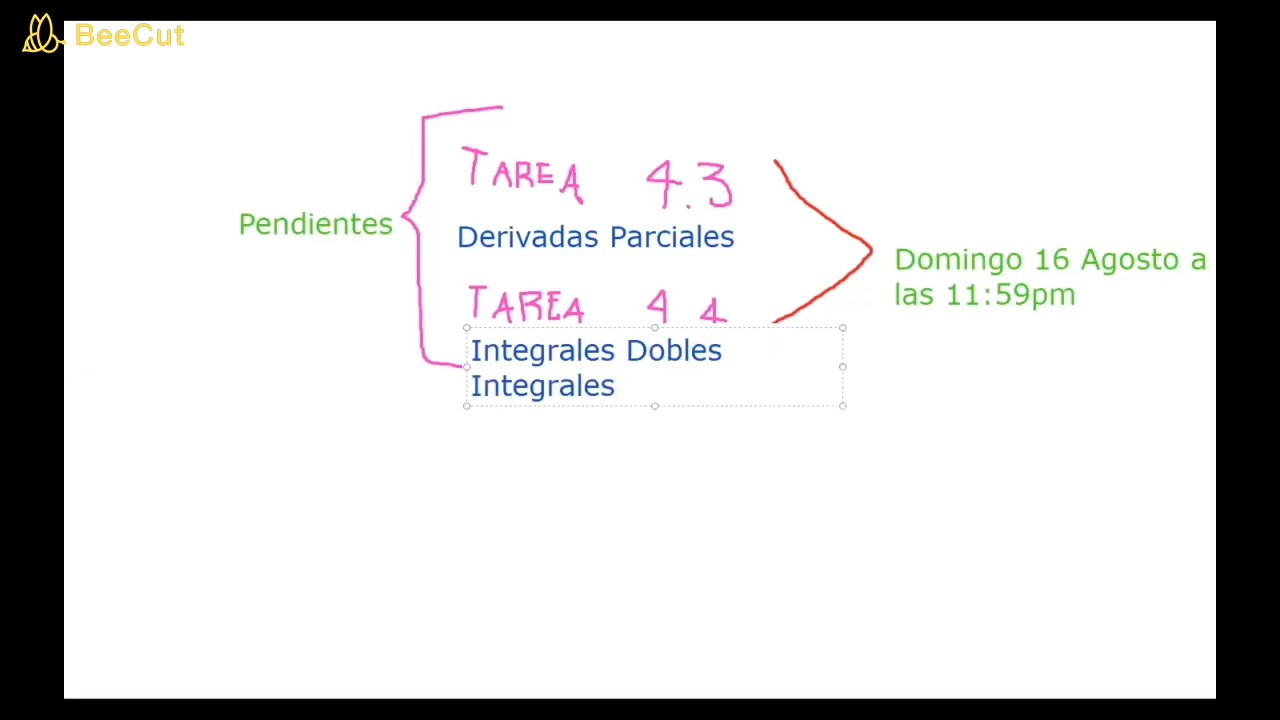 BeeCut
TAREA 4.3
Pendientes
Derivadas Parciales
Domingo 16 Agosto a
las 11:59pm
TAREA 4 4
Integrales Dobles
Integrales